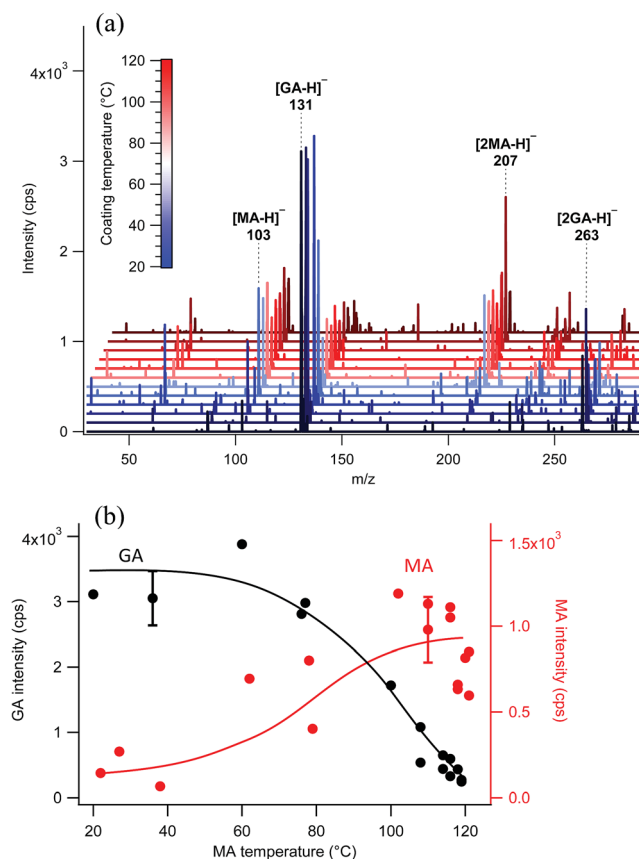 (a)
4x10³
3
2
1
0
Intensity (cps)
Coating temperature (°C)
120
100
80
60
40
20
[MA-H]⁻
103
[GA-H]⁻
131
[2MA-H]⁻
207
[2GA-H]⁻
263
50
100
150
200
250
m/z
(b)
4x10³
3
2
1
0
GA intensity (cps)
GA
MA
1.5x10³
1.0
0.5
0.0
MA intensity (cps)
20
40
60
80
100
120
MA temperature (°C)